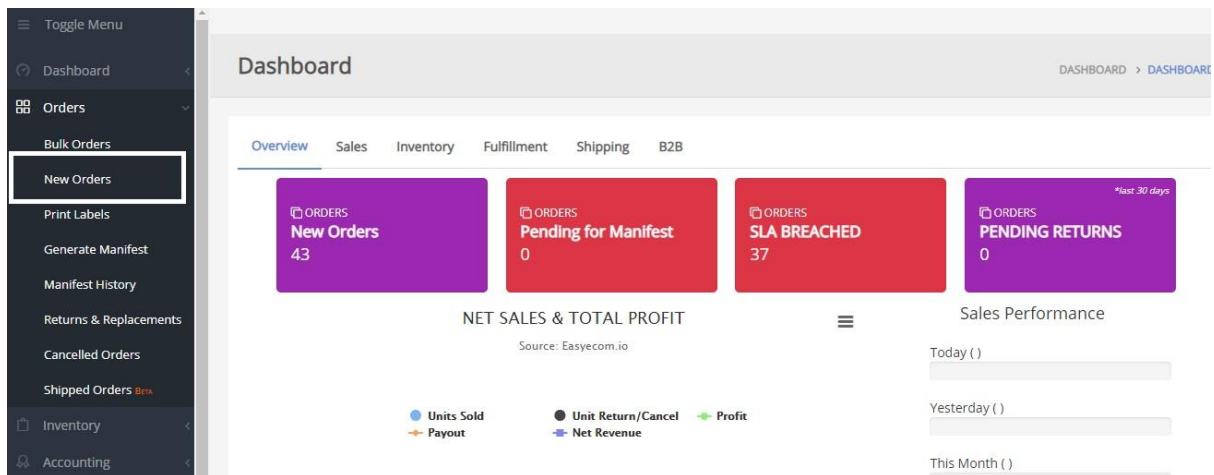 Toggle Menu
Dashboard
Orders
Bulk Orders
New Orders
Print Labels
Generate Manifest
Manifest History
Returns & Replacements
Cancelled Orders
Shipped Orders BETA
Inventory
Accounting
Dashboard
DASHBOARD > DASHBOARD
Overview Sales Inventory Fulfillment Shipping B2B
ORDERS
New Orders
43
ORDERS
Pending for Manifest
0
ORDERS
SLA BREACHED
37
*last 30 days
ORDERS
PENDING RETURNS
0
NET SALES & TOTAL PROFIT
Source: Easyecom.io
Units Sold Unit Return/Cancel Profit
Payout Net Revenue
Sales Performance
Today ( )
Yesterday ( )
This Month ( )